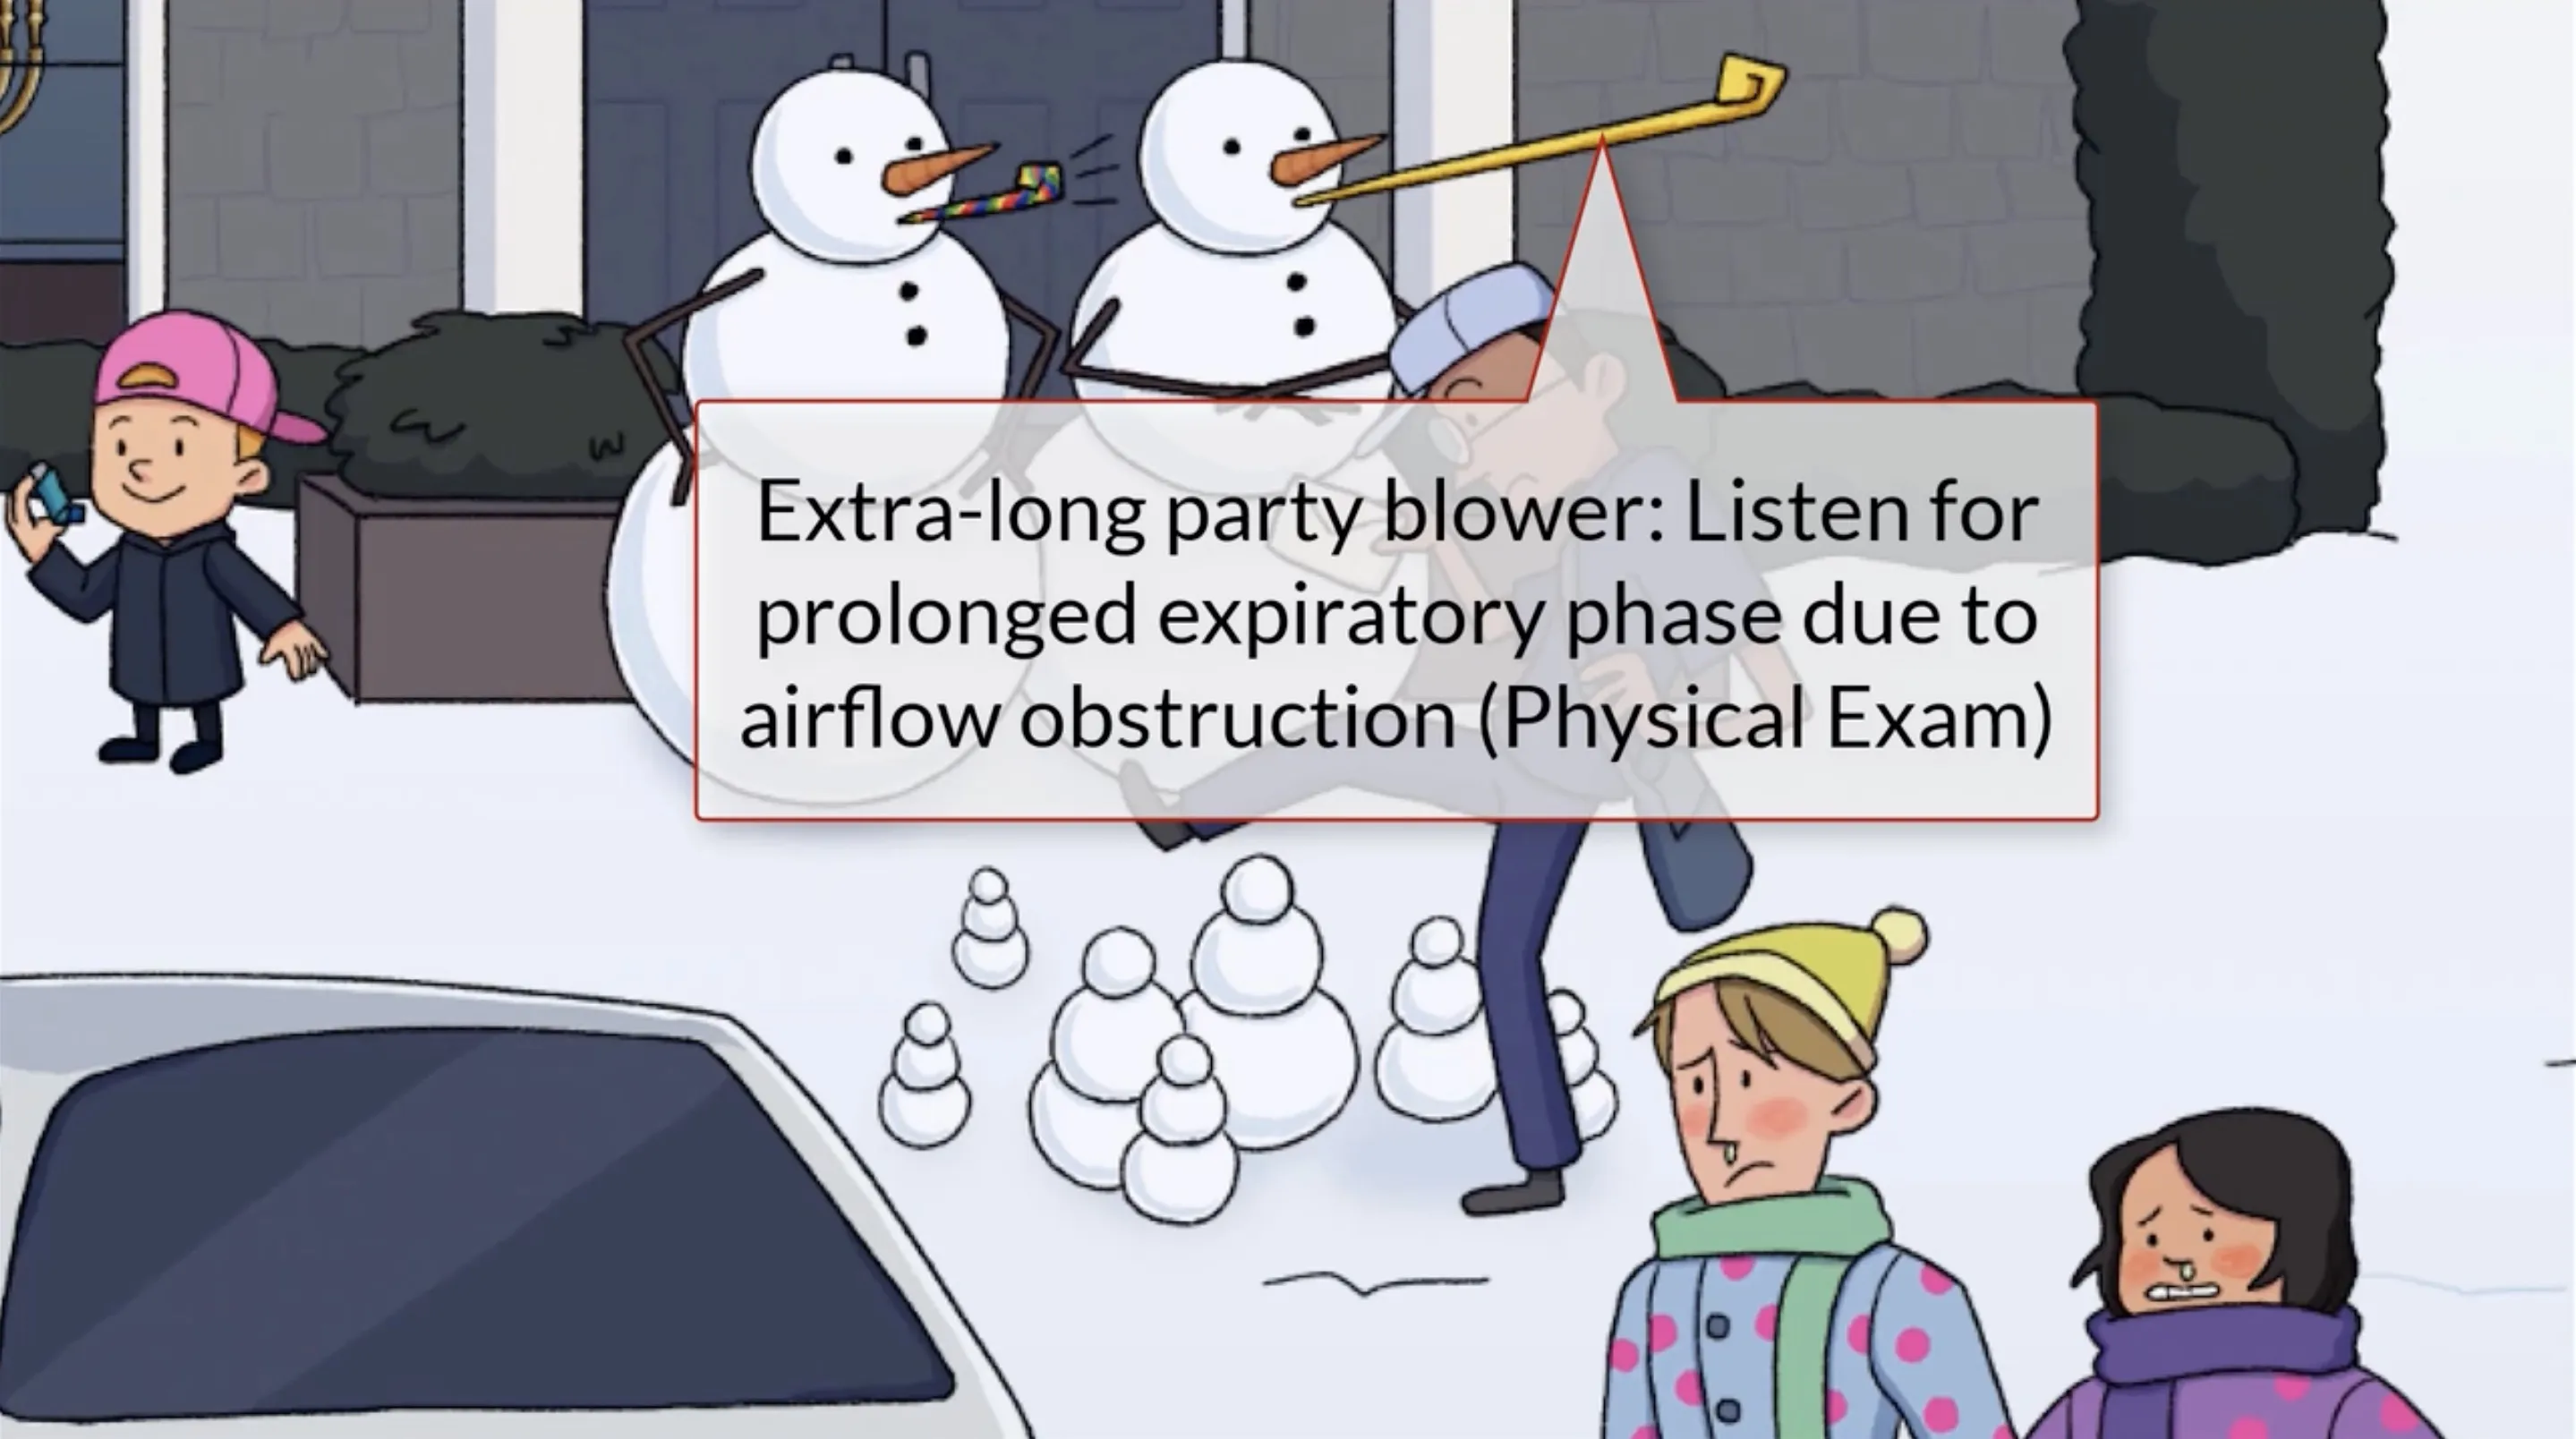 Extra-long party blower: Listen for
prolonged expiratory phase due to
airflow obstruction (Physical Exam)